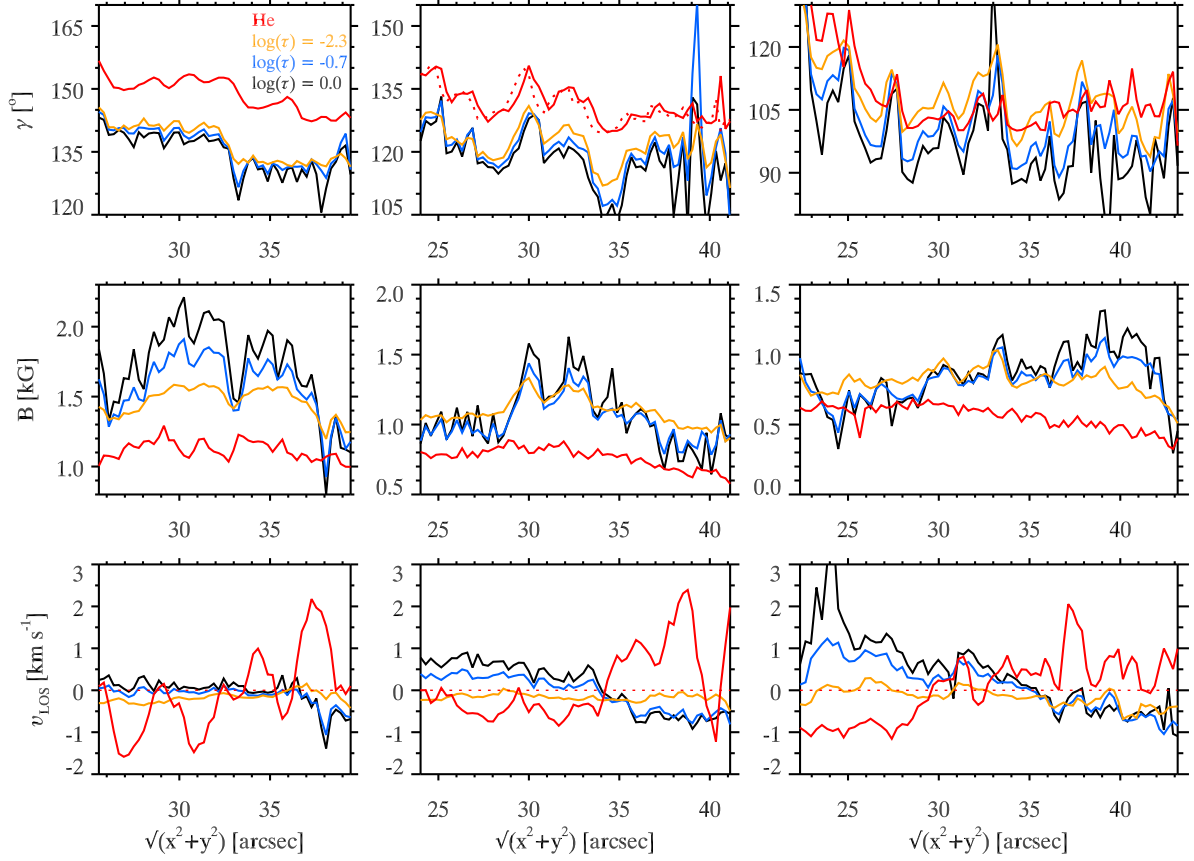 165 150 135 120
γ [°]
He
log(τ) = -2.3
log(τ) = -0.7
log(τ) = 0.0
30 35
150 135 120 105
25 30 35 40
120 105 90
25 30 35 40
2.0 1.5 1.0
B [kG]
30 35
2.0 1.5 1.0 0.5
25 30 35 40
1.5 1.0 0.5 0.0
25 30 35 40
3 2 1 0 -1 -2
v_LOS [km s⁻¹]
30 35
√(x²+y²) [arcsec]
3 2 1 0 -1 -2
25 30 35 40
√(x²+y²) [arcsec]
3 2 1 0 -1 -2
25 30 35 40
√(x²+y²) [arcsec]